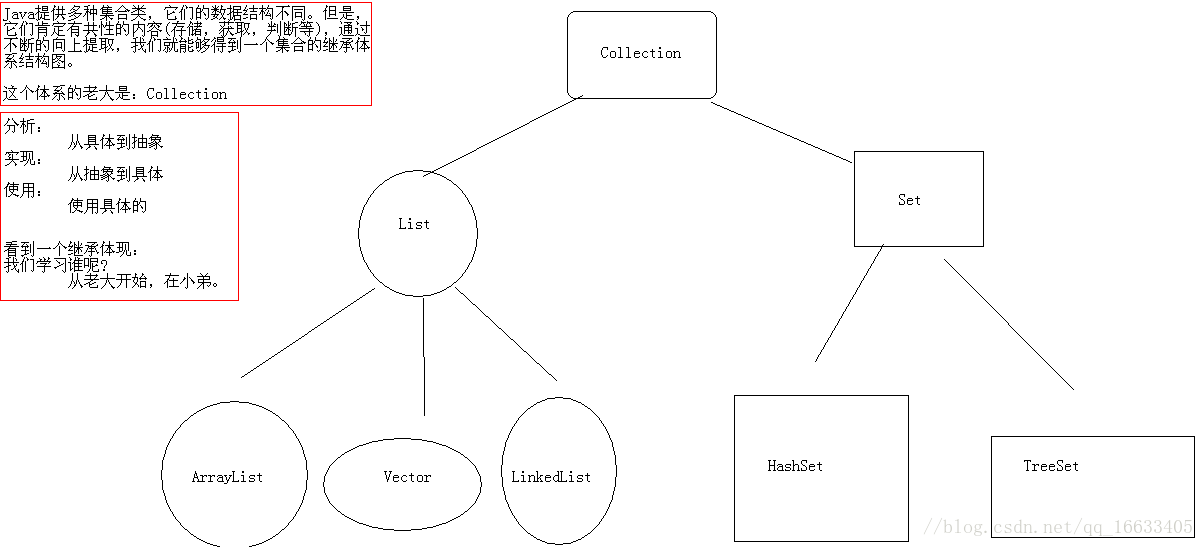 Java提供多种集合类，它们的数据结构不同。但是，
它们肯定有共性的内容(存储，获取，判断等)，通过
不断的向上提取，我们就能够得到一个集合的继承体
系结构图。
这个体系的老大是：Collection
分析：
从具体到抽象
实现：
从抽象到具体
使用：
使用具体的
看到一个继承体现：
我们学习谁呢？
从老大开始，在小弟。
Collection
List
Set
ArrayList
Vector
LinkedList
HashSet
TreeSet
//blog.csdn.net/qq_16633405